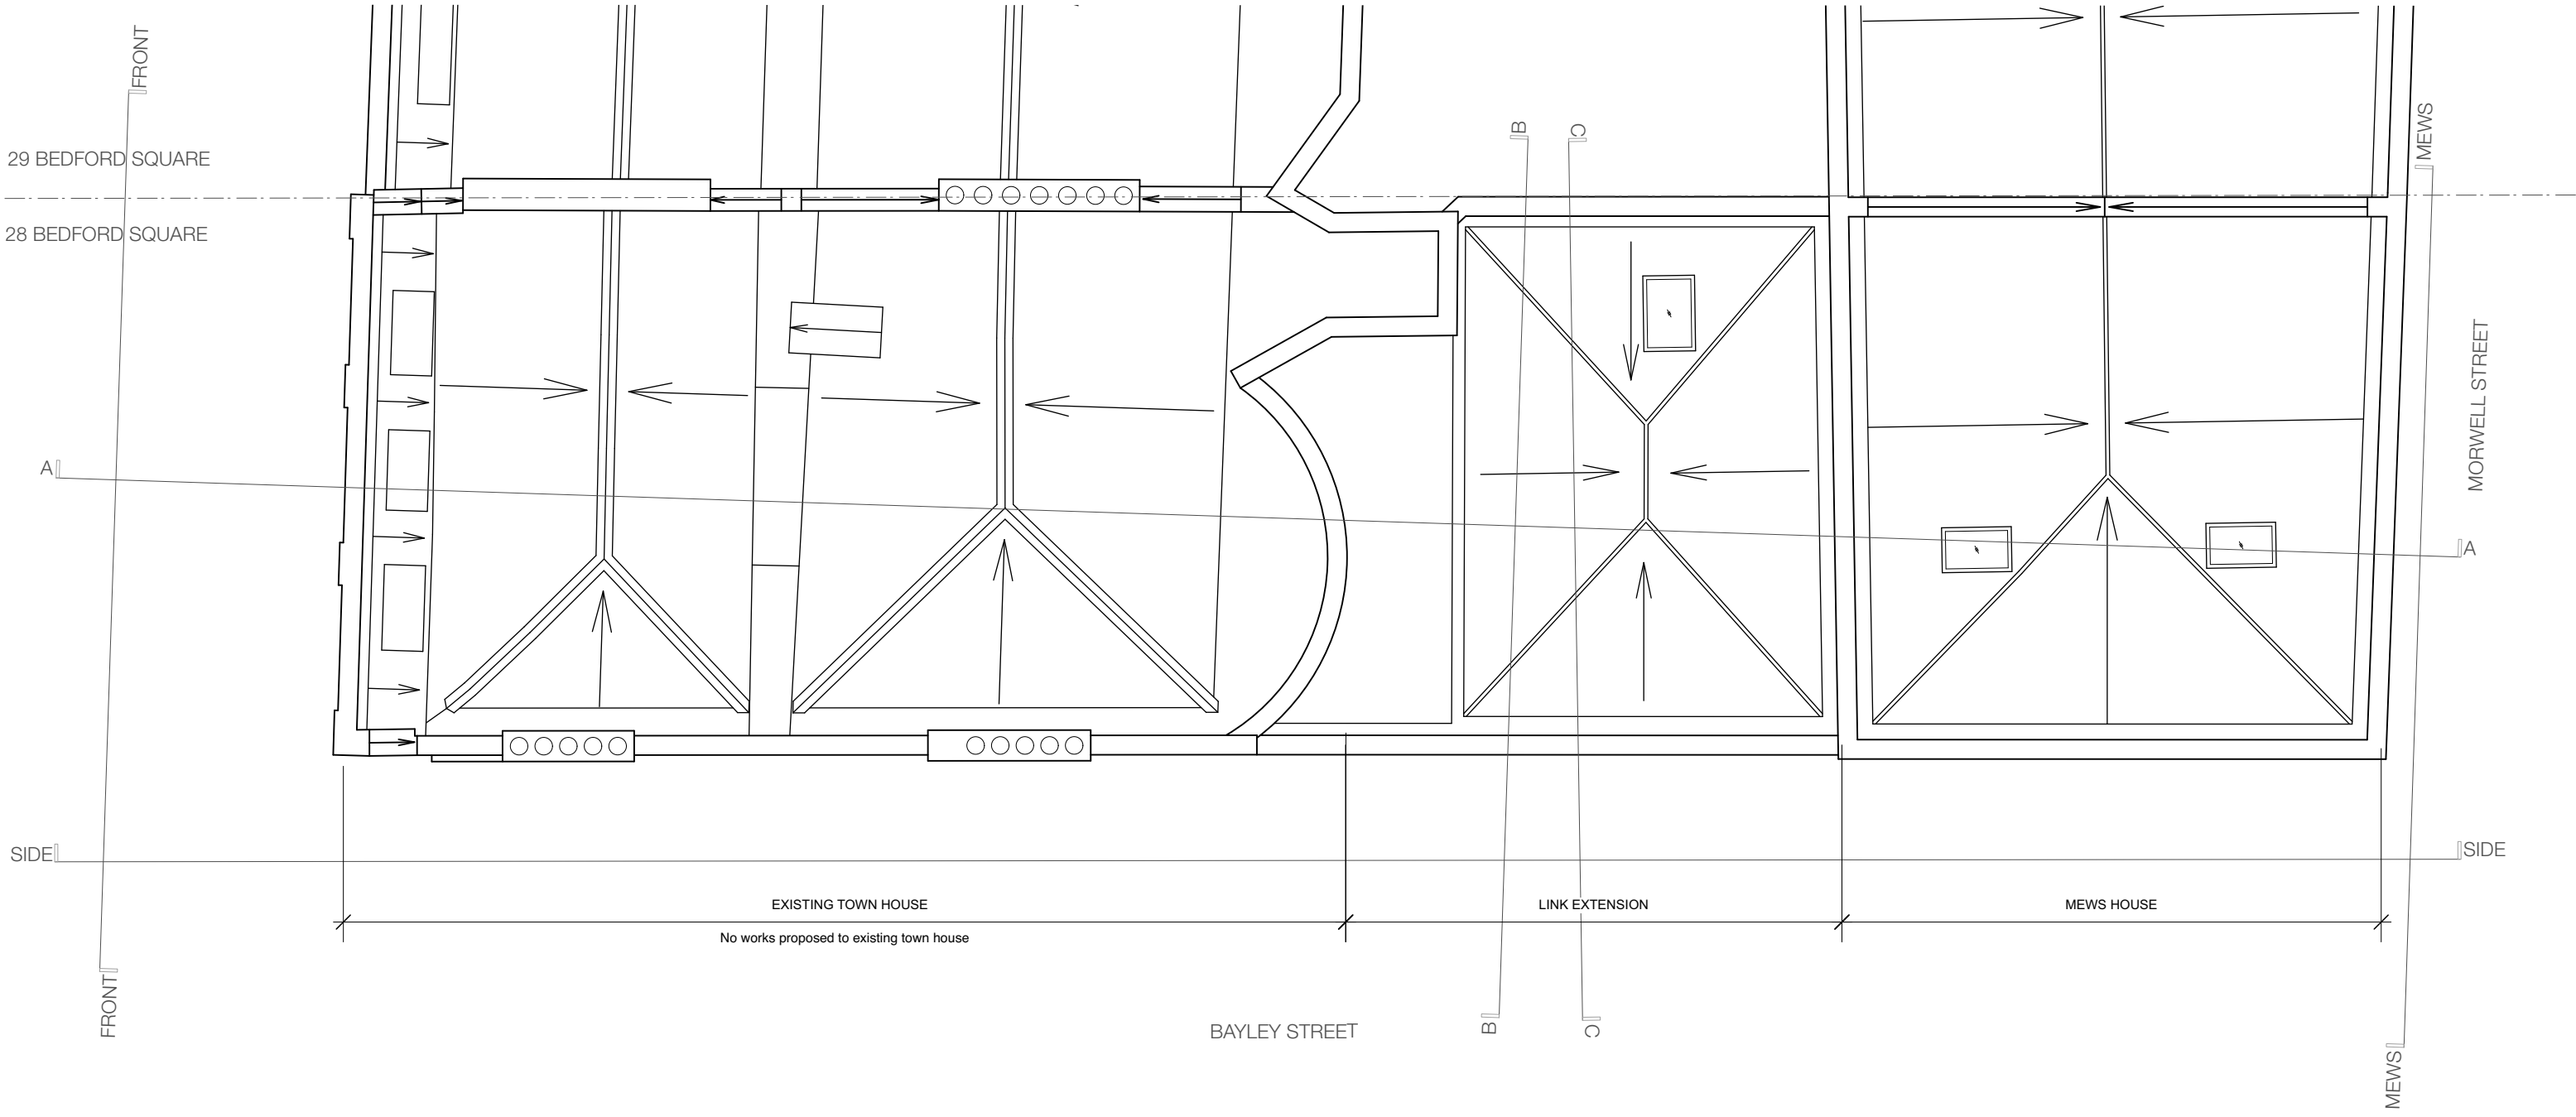 FRONT
MEWS
B
C
29 BEDFORD SQUARE
28 BEDFORD SQUARE
MORWELL STREET
A
A
SIDE
SIDE
EXISTING TOWN HOUSE
LINK EXTENSION
MEWS HOUSE
No works proposed to existing town house
FRONT
BAYLEY STREET
B
C
MEWS